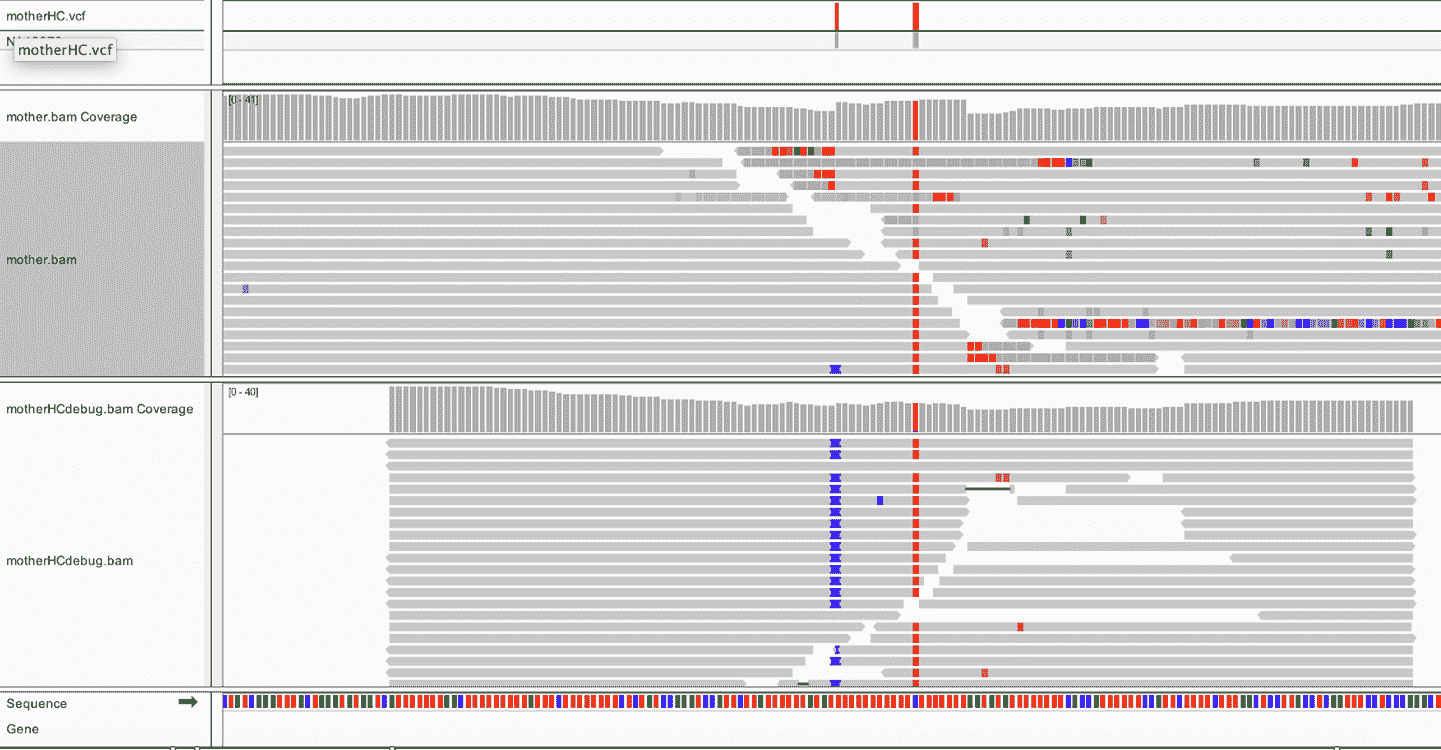 motherHC.vcf
motherHC.vcf
[0 - 41]
mother.bam Coverage
mother.bam
[0 - 40]
motherHCdebug.bam Coverage
motherHCdebug.bam
Sequence
Gene